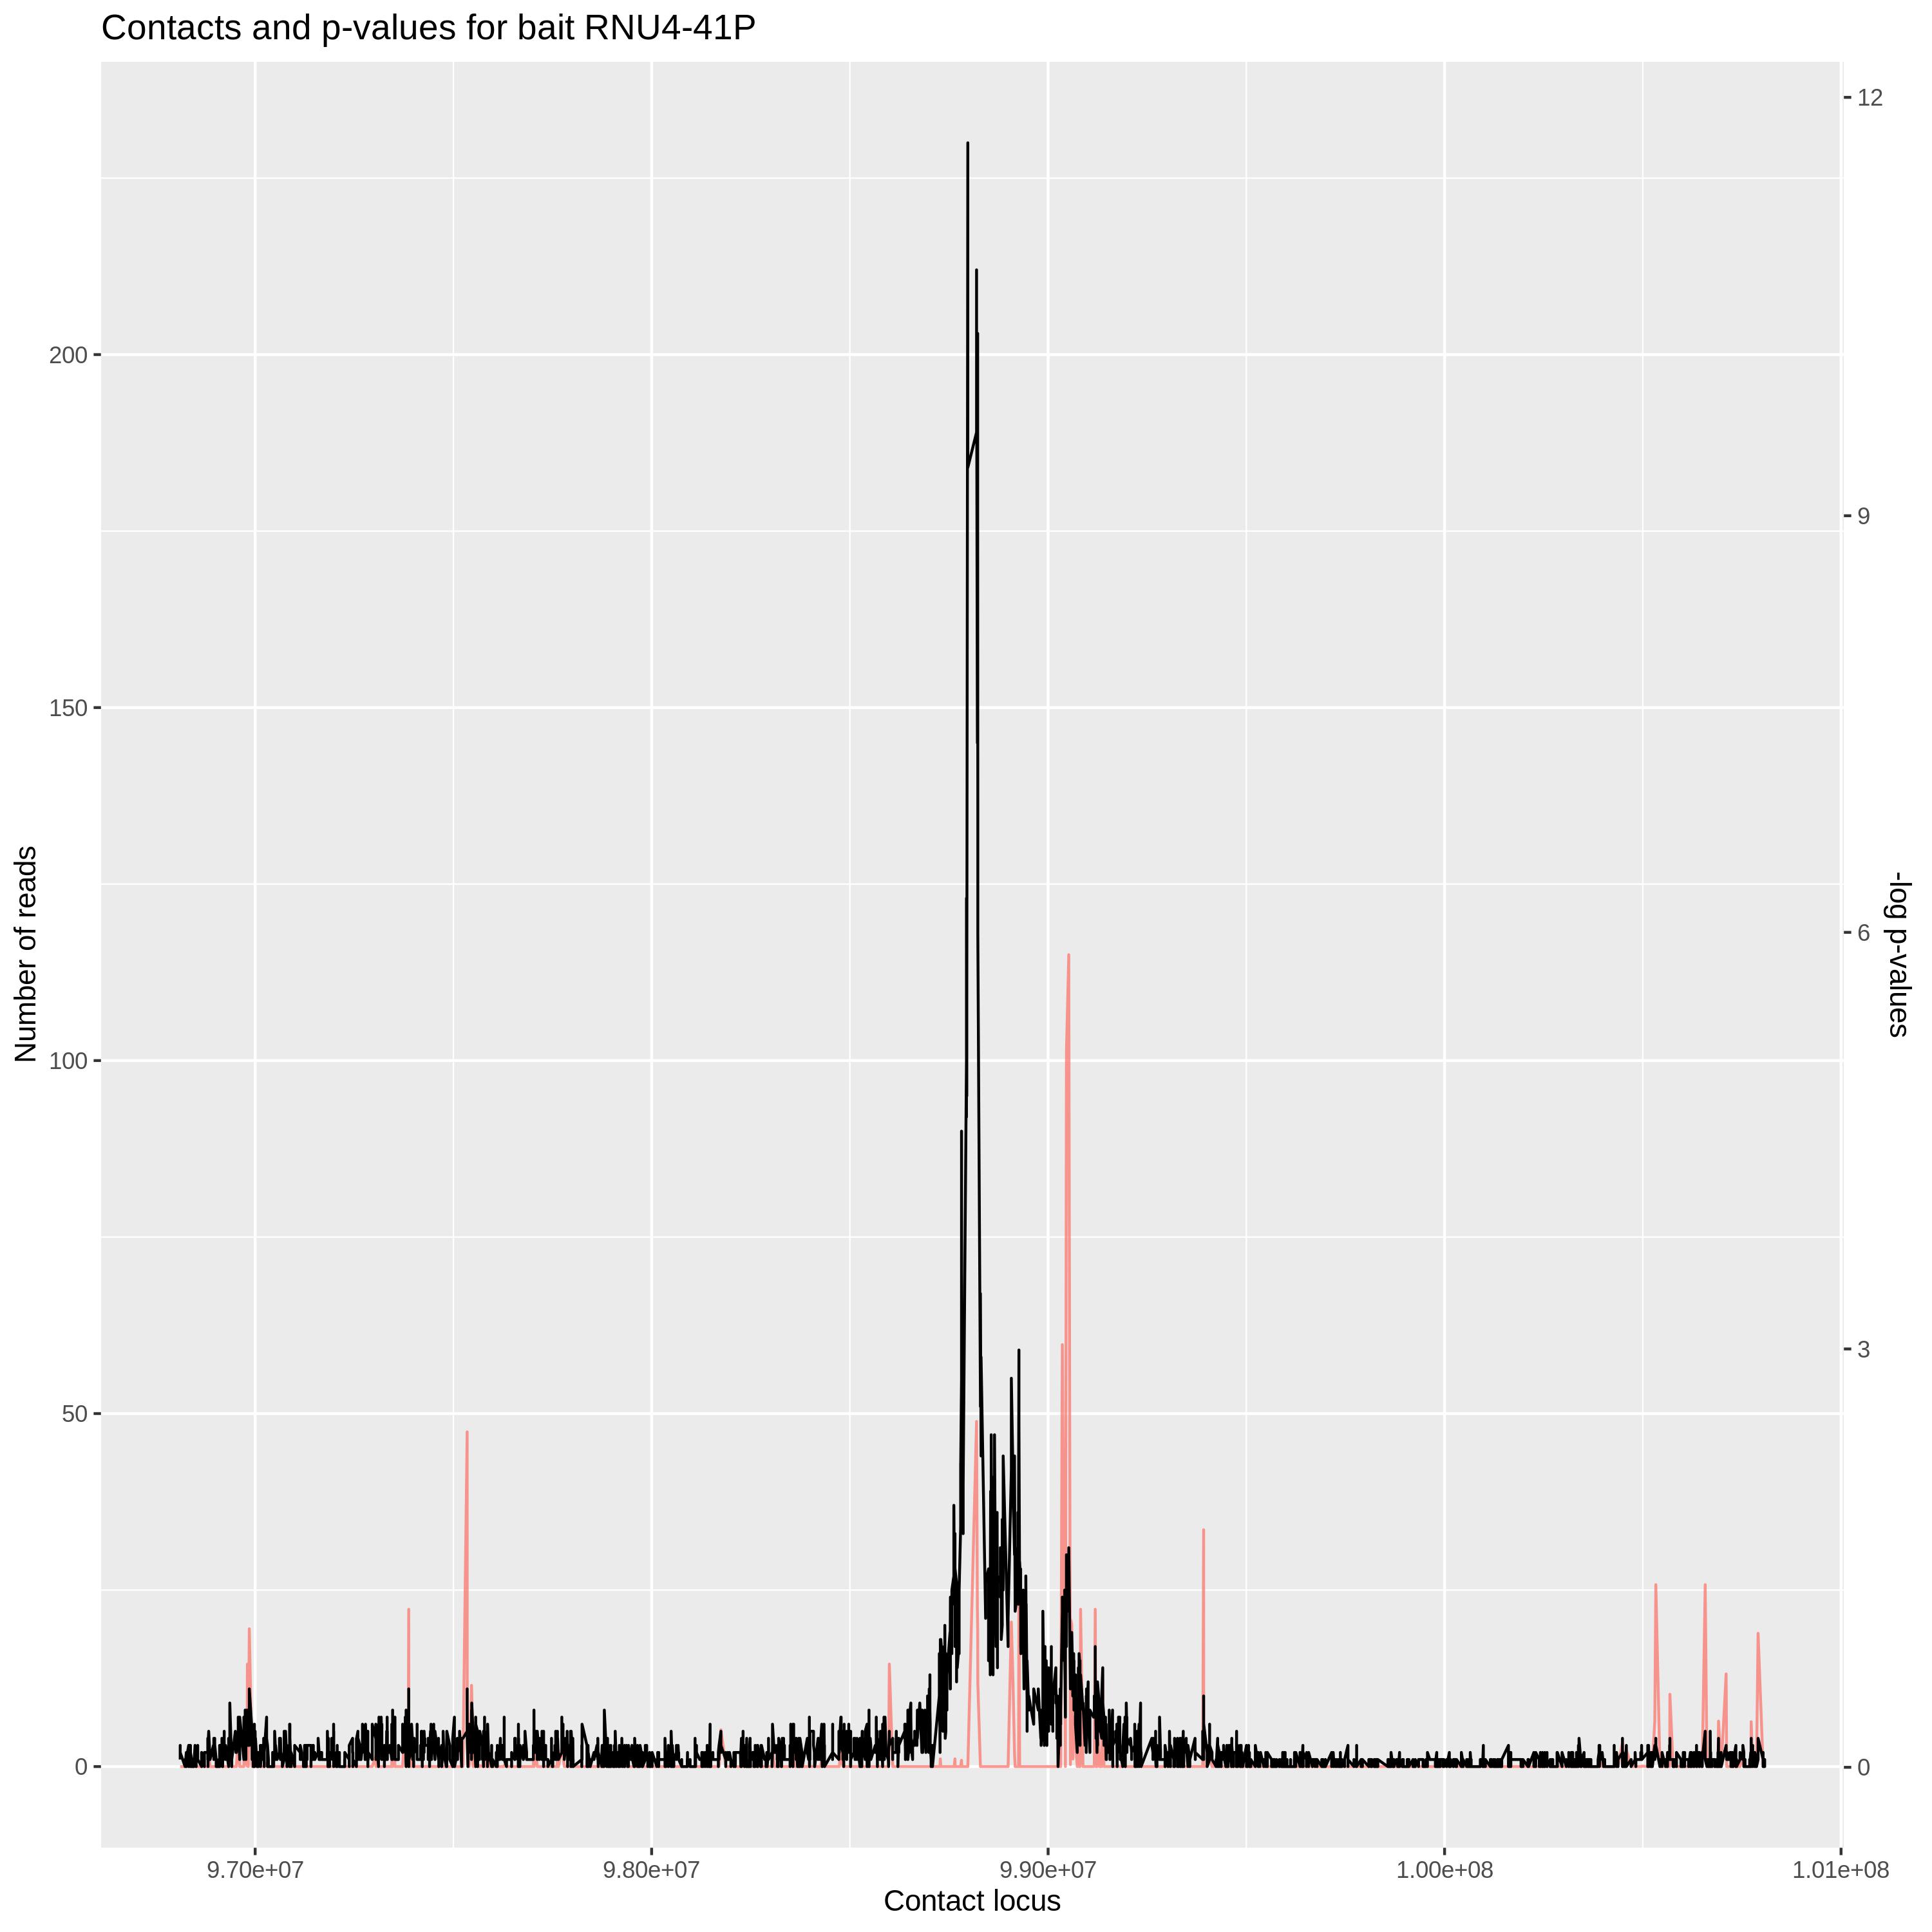 Contacts and p-values for bait RNU4-41P
Number of reads
200
150
100
50
0
12
9
6
3
0
-log p-values
9.70e+07
9.80e+07
9.90e+07
1.00e+08
1.01e+08
Contact locus